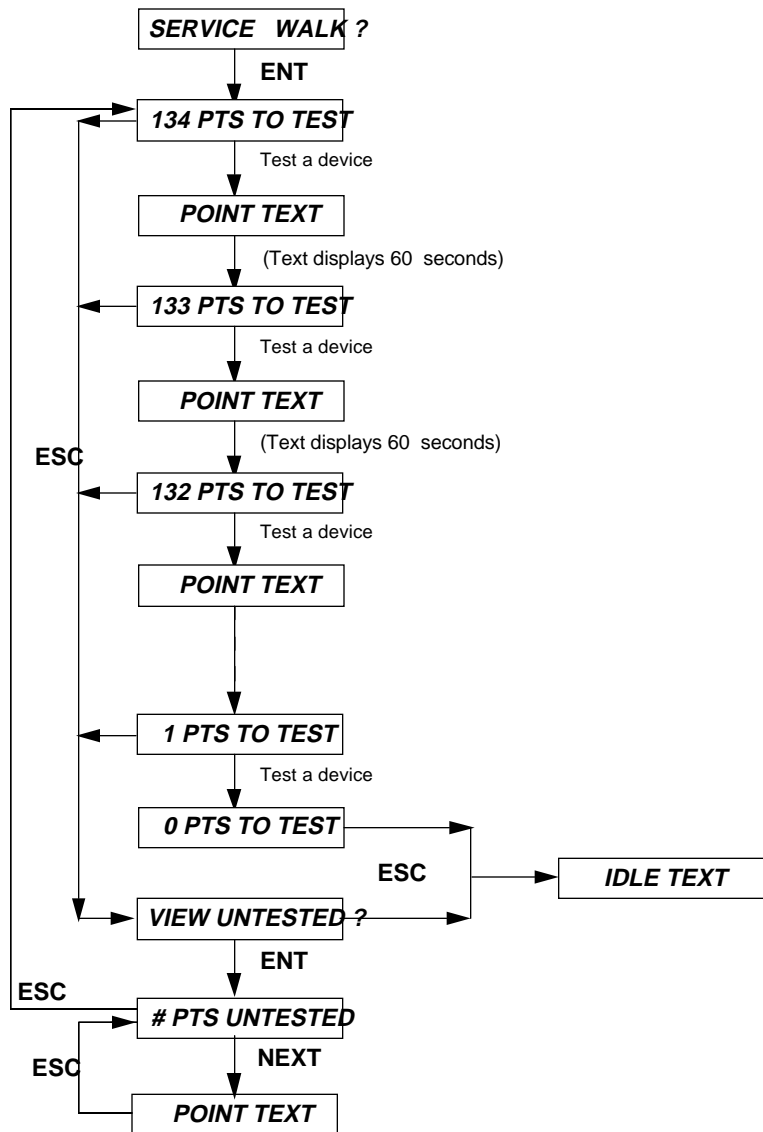 SERVICE WALK ?
ENT
134 PTS TO TEST
Test a device
POINT TEXT
(Text displays 60 seconds)
133 PTS TO TEST
Test a device
POINT TEXT
(Text displays 60 seconds)
ESC
132 PTS TO TEST
Test a device
POINT TEXT
1 PTS TO TEST
Test a device
0 PTS TO TEST
ESC
IDLE TEXT
VIEW UNTESTED ?
ENT
ESC
# PTS UNTESTED
NEXT
ESC
POINT TEXT